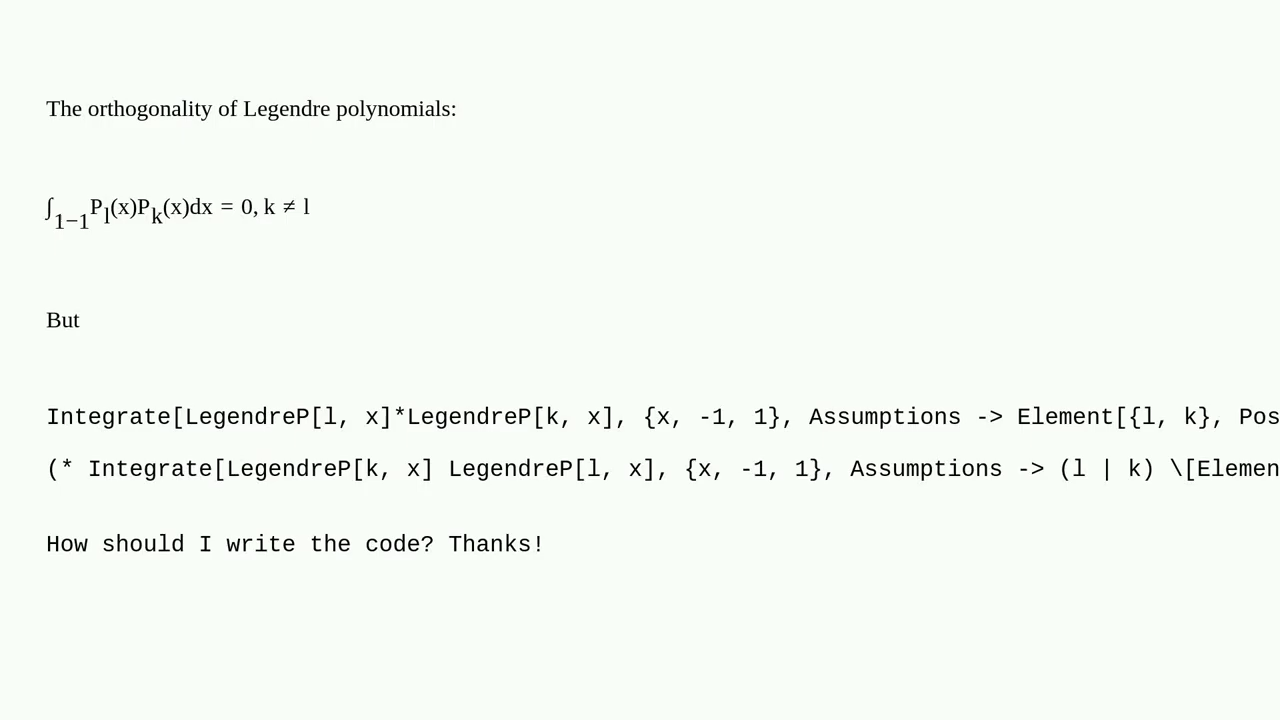 The orthogonality of Legendre polynomials:
∫1−1Pl(x)Pk(x)dx = 0, k ≠ l
But
Integrate[LegendreP[l, x]*LegendreP[k, x], {x, -1, 1}, Assumptions -> Element[{l, k}, Pos
(* Integrate[LegendreP[k, x] LegendreP[l, x], {x, -1, 1}, Assumptions -> (l | k) \[Elemen
How should I write the code? Thanks!